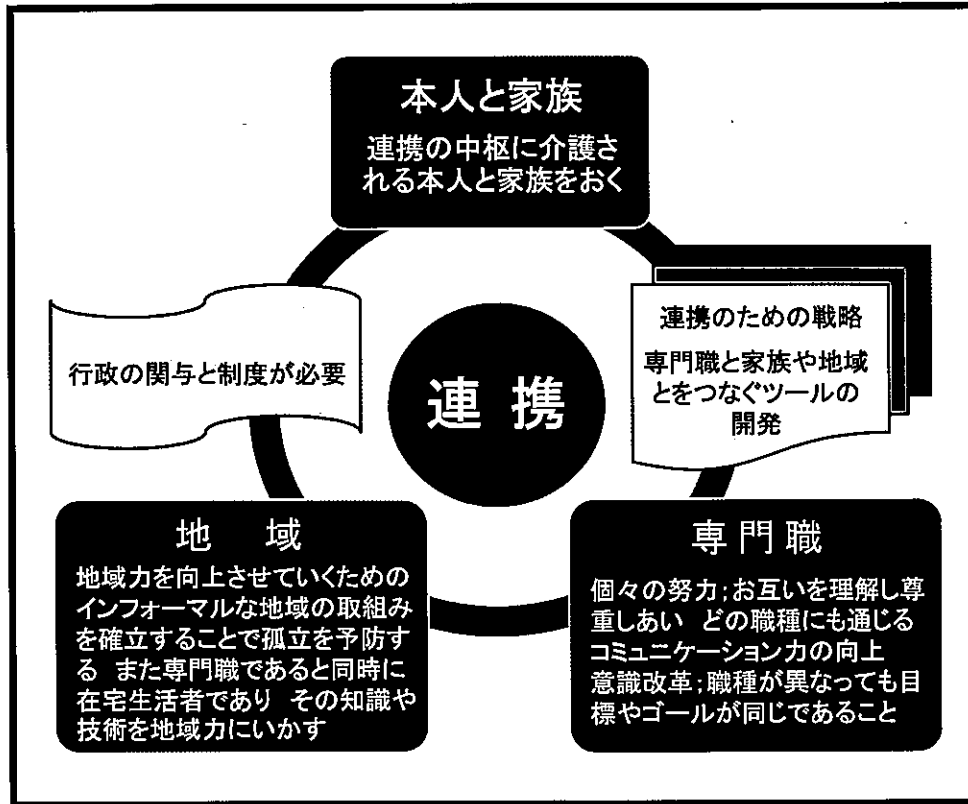 本人と家族
連携の中枢に介護さ
れる本人と家族をおく
行政の関与と制度が必要
連携
連携のための戦略
専門職と家族や地域
とをつなぐツールの
開発
地 域
地域力を向上させていくための
インフォーマルな地域の取組み
を確立することで孤立を予防す
る また専門職であると同時に
在宅生活者であり その知識や
技術を地域力にいかす
専門職
個々の努力;お互いを理解し尊
重しあい どの職種にも通じる
コミュニケーション力の向上
意識改革;職種が異なっても目
標やゴールが同じであること